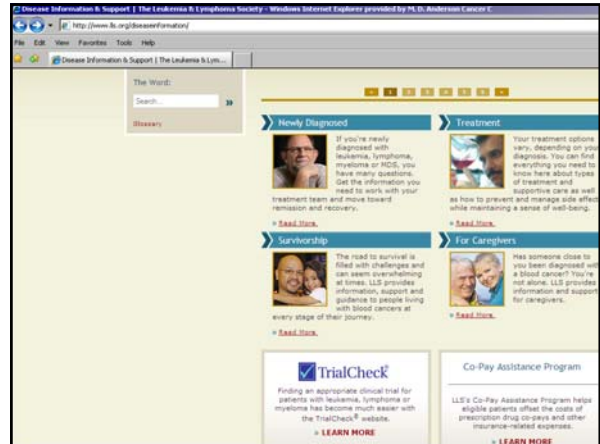 Disease Information & Support | The Leukemia & Lymphoma Society - Windows Internet Explorer provided by M. D. Anderson Cancer C
http://www.lls.org/diseaseinformation/
File Edit View Favorites Tools Help
Disease Information & Support | The Leukemia & Lym...
The Word:
Search...
Glossary
1 2 3 4 5 6
Newly Diagnosed
If you're newly
diagnosed with
leukemia, lymphoma,
myeloma or MDS, you
have many questions.
Get the information you
need to work with your
treatment team and move toward
remission and recovery.
» Read More.
Treatment
Your treatment options
vary, depending on you
diagnosis. You can find
everything you need to
know here about types
of treatment and
supportive care as well
as how to prevent and manage side effect
while maintaining a sense of well-being.
» Read More.
Survivorship
The road to survival is
filled with challenges and
can seem overwhelming
at times. LLS provides
information, support and
guidance to people living
with blood cancers at
every stage of their journey.
» Read More.
For Caregivers
Has someone close to
you been diagnosed with
a blood cancer? You're
not alone. LLS provides
information and support
for caregivers.
» Read More.
TrialCheck®
Finding an appropriate clinical trial for
patients with leukemia, lymphoma or
myeloma has become much easier with
the TrialCheck® website.
» LEARN MORE
Co-Pay Assistance Program
LLS's Co-Pay Assistance Program helps
eligible patients offset the costs of
prescription drug co-pays and other
insurance-related expenses.
» LEARN MORE